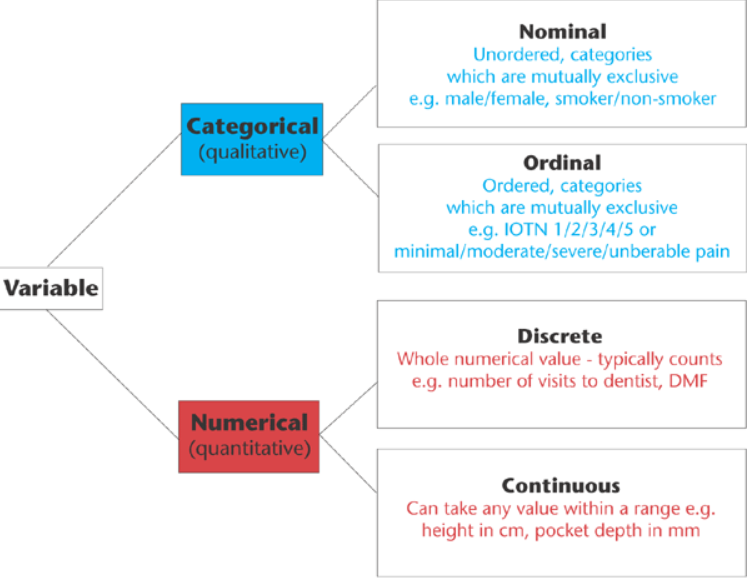 Nominal
Unordered, categories
which are mutually exclusive
e.g. male/female, smoker/non-smoker
Categorical
(qualitative)
Ordinal
Ordered, categories
which are mutually exclusive
e.g. IOTN 1/2/3/4/5 or
minimal/moderate/severe/unberable pain
Variable
Discrete
Whole numerical value - typically counts
e.g. number of visits to dentist, DMF
Numerical
(quantitative)
Continuous
Can take any value within a range e.g.
height in cm, pocket depth in mm